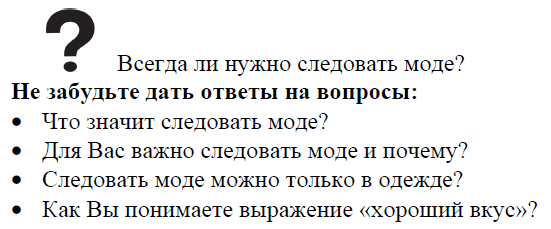 ? Всегда ли нужно следовать моде?
Не забудьте дать ответы на вопросы:
• Что значит следовать моде?
• Для Вас важно следовать моде и почему?
• Следовать моде можно только в одежде?
• Как Вы понимаете выражение «хороший вкус»?